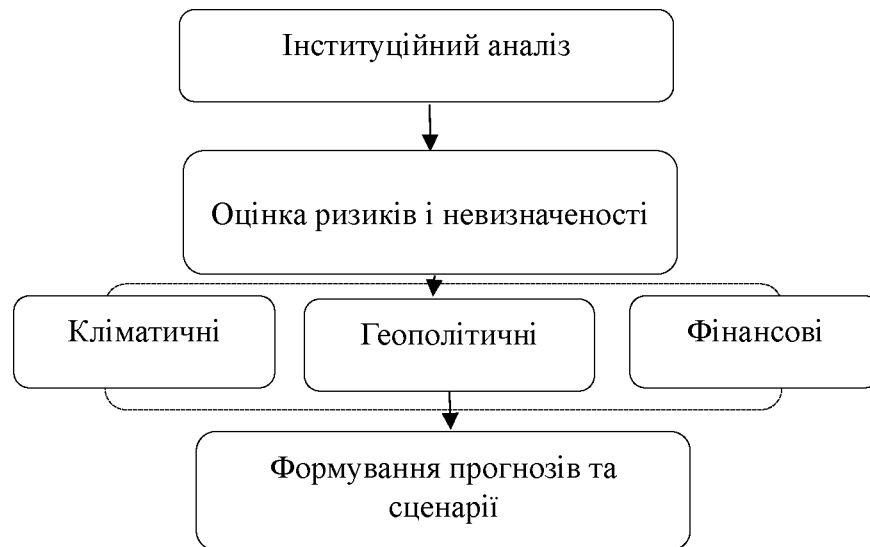 Інституційний аналіз
Оцінка ризиків і невизначеності
Кліматичні
Геополітичні
Фінансові
Формування прогнозів та
сценарії